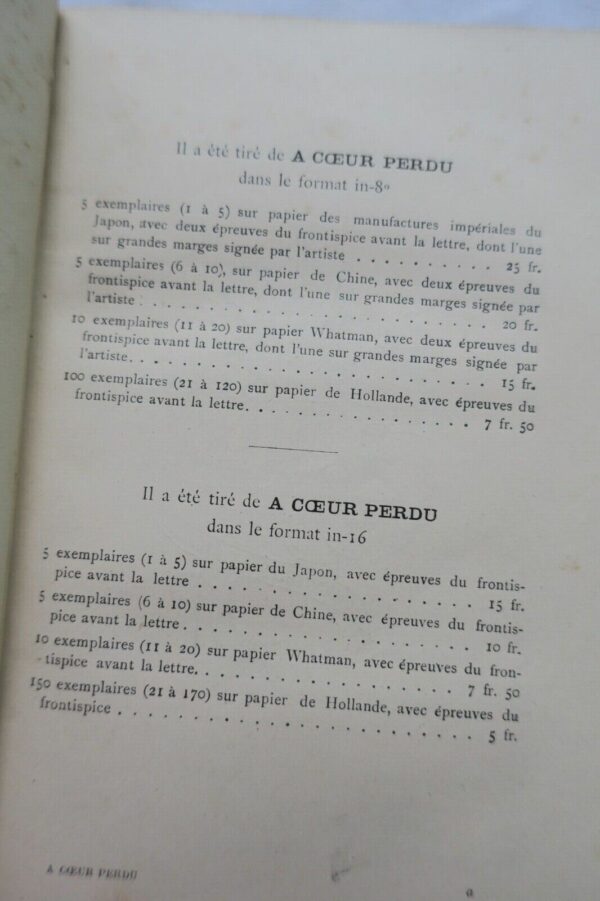 Il a été tiré de A CŒUR PERDU
dans le format in-8º
5 exemplaires (1 à 5) sur papier des manufactures impériales du
Japon, avec deux épreuves du frontispice avant la lettre, dont l'une
sur grandes marges signée par l'artiste . . . . . . . . . . 25 fr.
5 exemplaires (6 à 10), sur papier de Chine, avec deux épreuves du
frontispice avant la lettre, dont l'une sur grandes marges signée par
l'artiste . . . . . . . . . . . . . . . . . . . . . . . 20 fr.
10 exemplaires (11 à 20) sur papier Whatman, avec deux épreuves du
frontispice avant la lettre, dont l'une sur grandes marges signée par
l'artiste. . . . . . . . . . . . . . . . . . . . . . . 15 fr.
100 exemplaires (21 à 120) sur papier de Hollande, avec épreuves du
frontispice avant la lettre. . . . . . . . . . . . . . . 7 fr. 50
Il a été tiré de A CŒUR PERDU
dans le format in-16
5 exemplaires (1 à 5) sur papier du Japon, avec épreuves du frontis-
pice avant la lettre . . . . . . . . . . . . . . . . . 15 fr.
5 exemplaires (6 à 10) sur papier de Chine, avec épreuves du frontis-
pice avant la lettre. . . . . . . . . . . . . . . . . 10 fr.
10 exemplaires (11 à 20) sur papier Whatman, avec épreuves du fron-
tispice avant la lettre. . . . . . . . . . . . . . . . 7 fr. 50
150 exemplaires (21 à 170) sur papier de Hollande, avec épreuves du
frontispice . . . . . . . . . . . . . . . . . . . . . . 5 fr.
A CŒUR PERDU
a